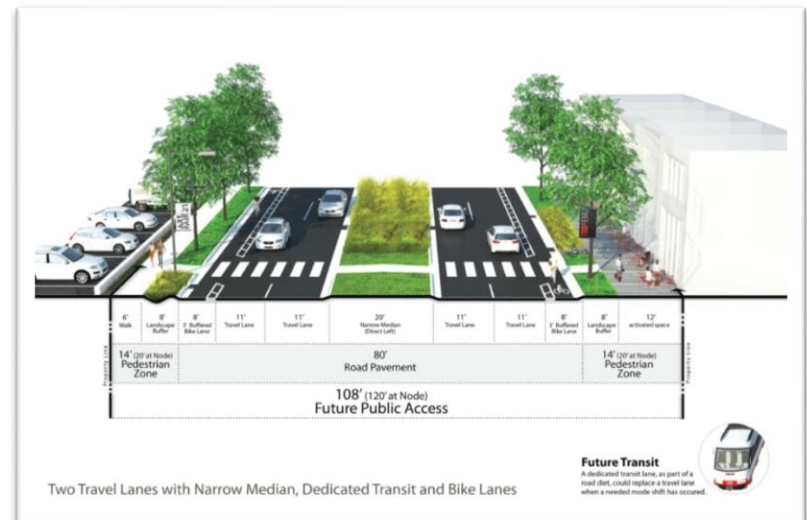 6'
Walk
8'
Landscape
Buffer
8'
3' Buffered
Bike Lane
11'
Travel Lane
11'
Travel Lane
20'
Narrow Median
(Direct Left)
11'
Travel Lane
11'
Travel Lane
8'
3' Buffered
Bike Lane
8'
Landscape
Buffer
12'
activated space
Property Line
14' (20' at Node)
Pedestrian
Zone
80'
Road Pavement
14' (20' at Node)
Pedestrian
Zone
Property Line
108' (120' at Node)
Future Public Access
Future Transit
A dedicated transit lane, as part of a
road diet, could replace a travel lane
when a needed mode shift has occured.
Two Travel Lanes with Narrow Median, Dedicated Transit and Bike Lanes